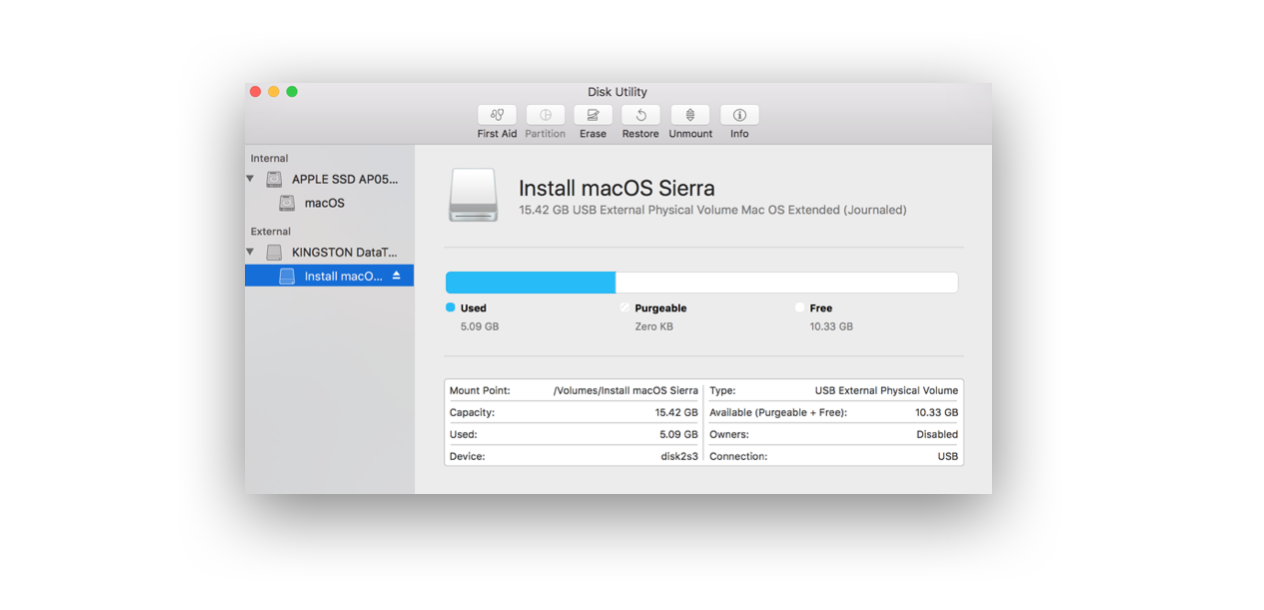 Disk Utility
First Aid Partition Erase Restore Unmount Info
Internal
APPLE SSD AP05...
macOS
External
KINGSTON DataT...
Install macO...
Install macOS Sierra
15.42 GB USB External Physical Volume Mac OS Extended (Journaled)
Used Purgeable Free
5.09 GB Zero KB 10.33 GB
Mount Point: /Volumes/Install macOS Sierra Type: USB External Physical Volume
Capacity: 15.42 GB Available (Purgeable + Free): 10.33 GB
Used: 5.09 GB Owners: Disabled
Device: disk2s3 Connection: USB